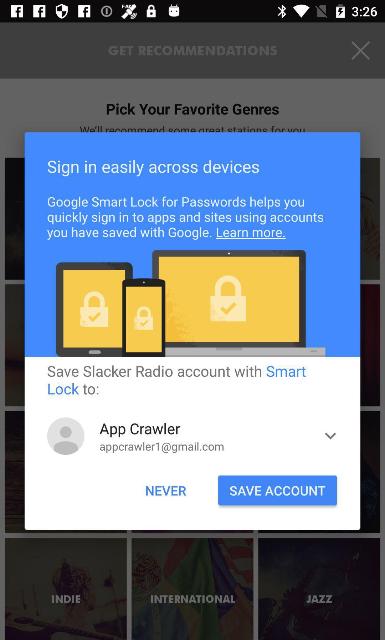 3:26
GET RECOMMENDATIONS
Pick Your Favorite Genres
We'll recommend some great stations for you
Sign in easily across devices
Google Smart Lock for Passwords helps you
quickly sign in to apps and sites using accounts
you have saved with Google. Learn more.
Save Slacker Radio account with Smart
Lock to:
App Crawler
appcrawler1@gmail.com
NEVER
SAVE ACCOUNT
INDIE
INTERNATIONAL
JAZZ